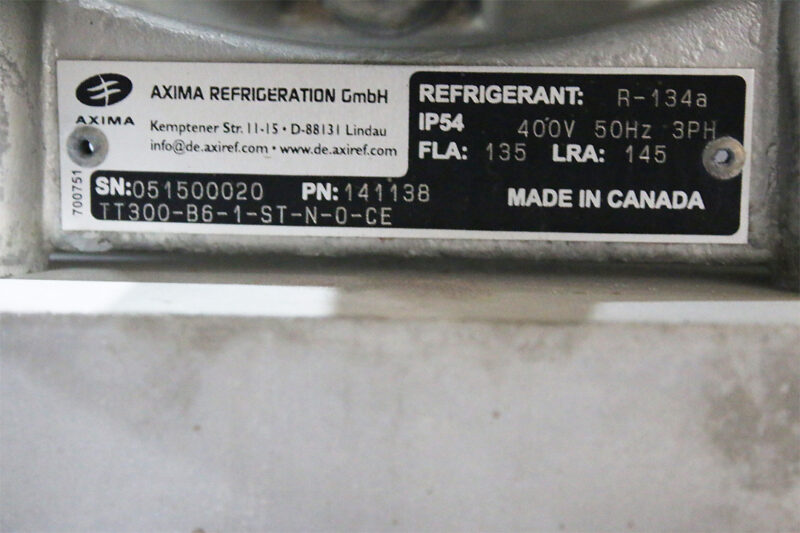 AXIMA
AXIMA REFRIGERATION GmbH
Kemptener Str. 11-15 • D-88131 Lindau
info@de.axiref.com • www.de.axiref.com
REFRIGERANT: R-134a
IP54 400V 50Hz 3PH
FLA: 135 LRA: 145
SN:051500020 PN:141138
MADE IN CANADA
TT300-B6-1-ST-N-O-CE
700751